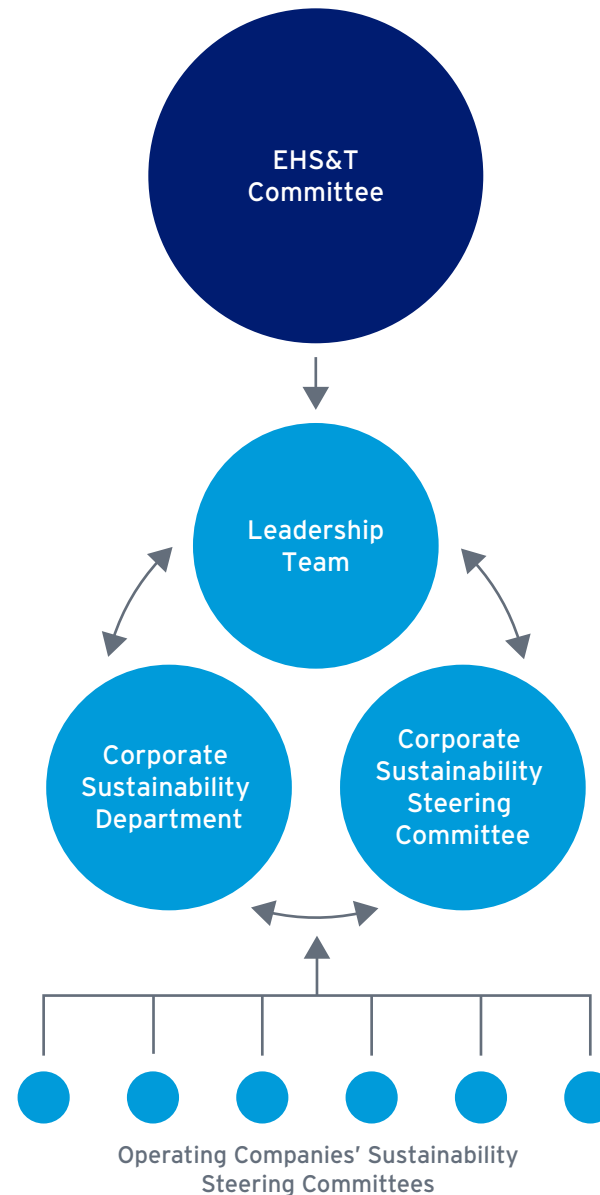 EHS&T
Committee
Leadership
Team
Corporate
Sustainability
Department
Corporate
Sustainability
Steering
Committee
Operating Companies’ Sustainability
Steering Committees